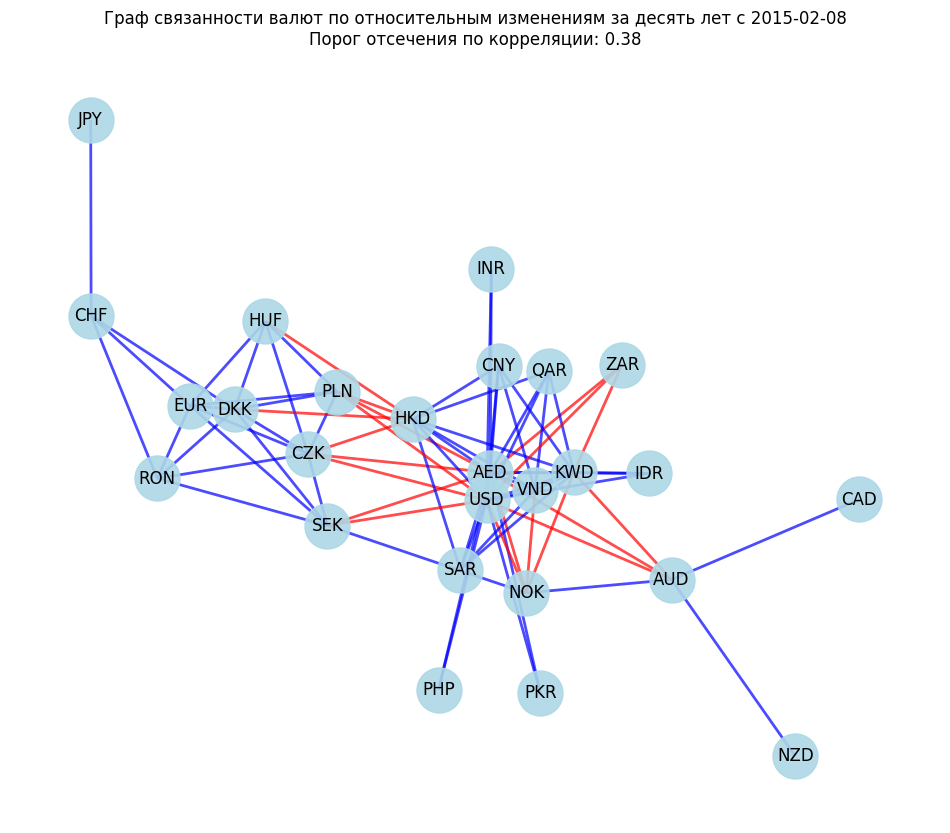 Граф связанности валют по относительным изменениям за десять лет с 2015-02-08
Порог отсечения по корреляции: 0.38
JPY
INR
CHF
HUF
CNY
QAR
ZAR
PLN
EUR
DKK
HKD
CZK
RON
AED
KWD
IDR
VND
USD
CAD
SEK
SAR
AUD
NOK
PHP
PKR
NZD